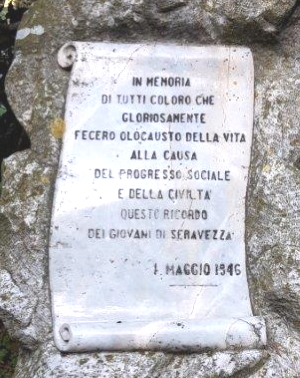 IN MEMORIA
DI TUTTI COLORO CHE
GLORIOSAMENTE
FECERO OLOCAUSTO DELLA VITA
ALLA CAUSA
DEL PROGRESSO SOCIALE
E DELLA CIVILTA'
QUESTO RICORDO
DEI GIOVANI DI SERAVEZZA
1. MAGGIO 1946